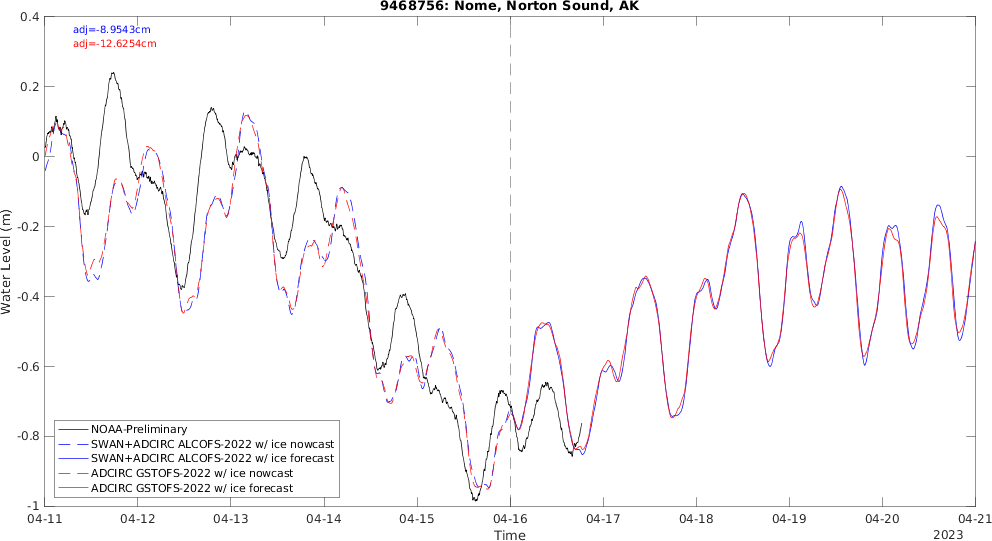 9468756: Nome, Norton Sound, AK
adj=-8.9543cm
adj=-12.6254cm
0.4
0.2
0
-0.2
-0.4
-0.6
-0.8
-1
Water Level (m)
NOAA-Preliminary
SWAN+ADCIRC ALCOFS-2022 w/ ice nowcast
SWAN+ADCIRC ALCOFS-2022 w/ ice forecast
ADCIRC GSTOFS-2022 w/ ice nowcast
ADCIRC GSTOFS-2022 w/ ice forecast
04-11 04-12 04-13 04-14 04-15 04-16 04-17 04-18 04-19 04-20 04-21
Time
2023